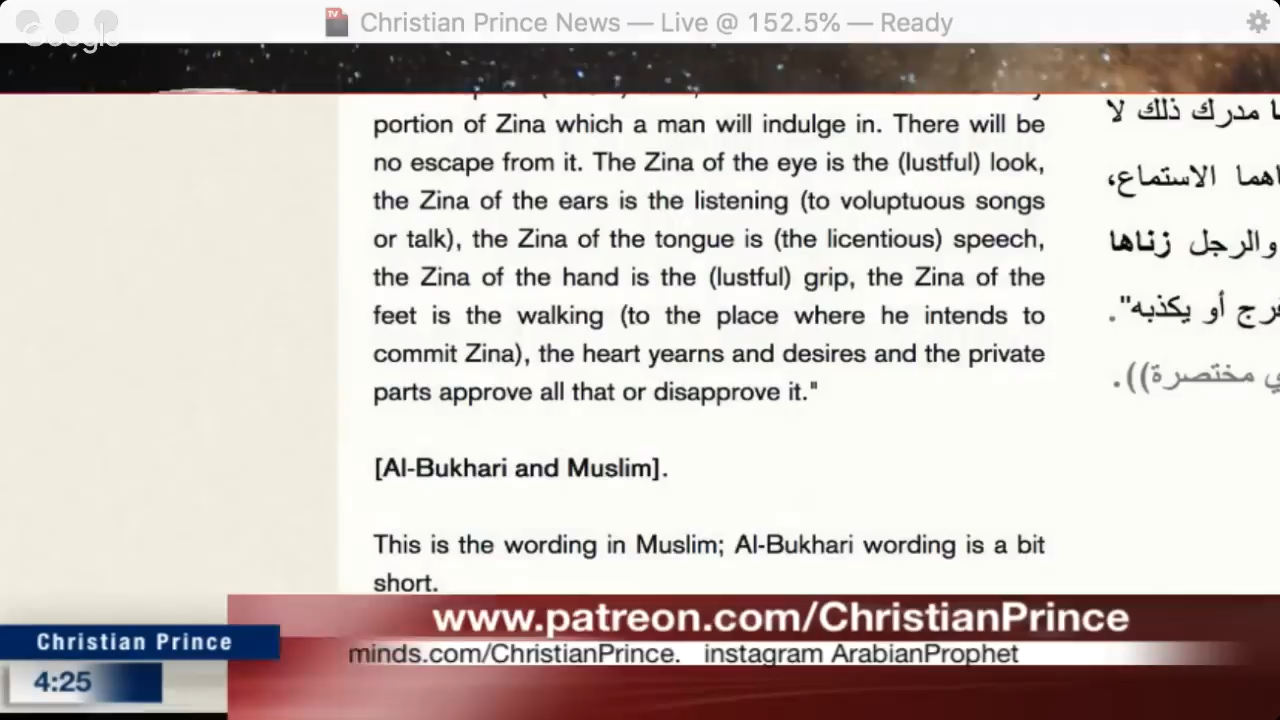 Christian Prince News — Live @ 152.5% — Ready
Google
portion of Zina which a man will indulge in. There will be
no escape from it. The Zina of the eye is the (lustful) look,
the Zina of the ears is the listening (to voluptuous songs
or talk), the Zina of the tongue is (the licentious) speech,
the Zina of the hand is the (lustful) grip, the Zina of the
feet is the walking (to the place where he intends to
commit Zina), the heart yearns and desires and the private
parts approve all that or disapprove it."
[Al-Bukhari and Muslim].
This is the wording in Muslim; Al-Bukhari wording is a bit
short.
مدرك ذلك لا
الاستماع،
والرجل زناها
أو يكذبه".
مختصرة)).
www.patreon.com/ChristianPrince
Christian Prince
minds.com/ChristianPrince. instagram ArabianProphet
4:25